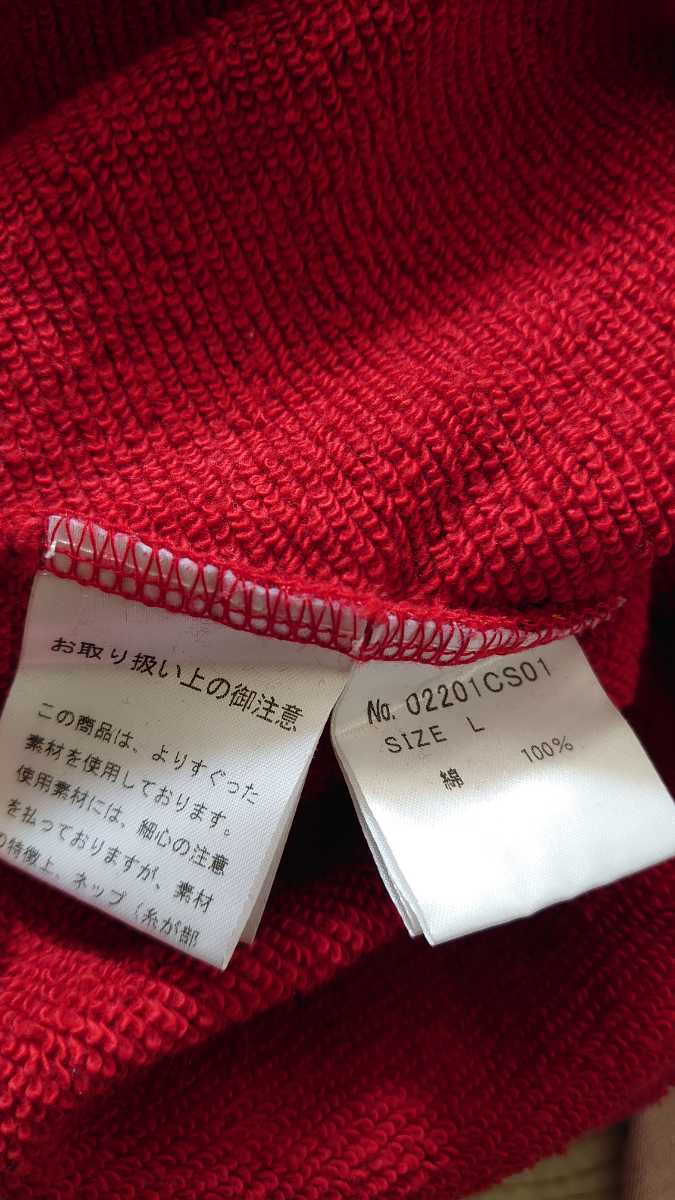 お取り扱い上の御注意
この商品は、よりすぐった
素材を使用しております。
使用素材には、細心の注意
を払っておりますが、素材
の特徴上、ネップ（糸が部
No. 02201CS01
SIZE L
綿 100%